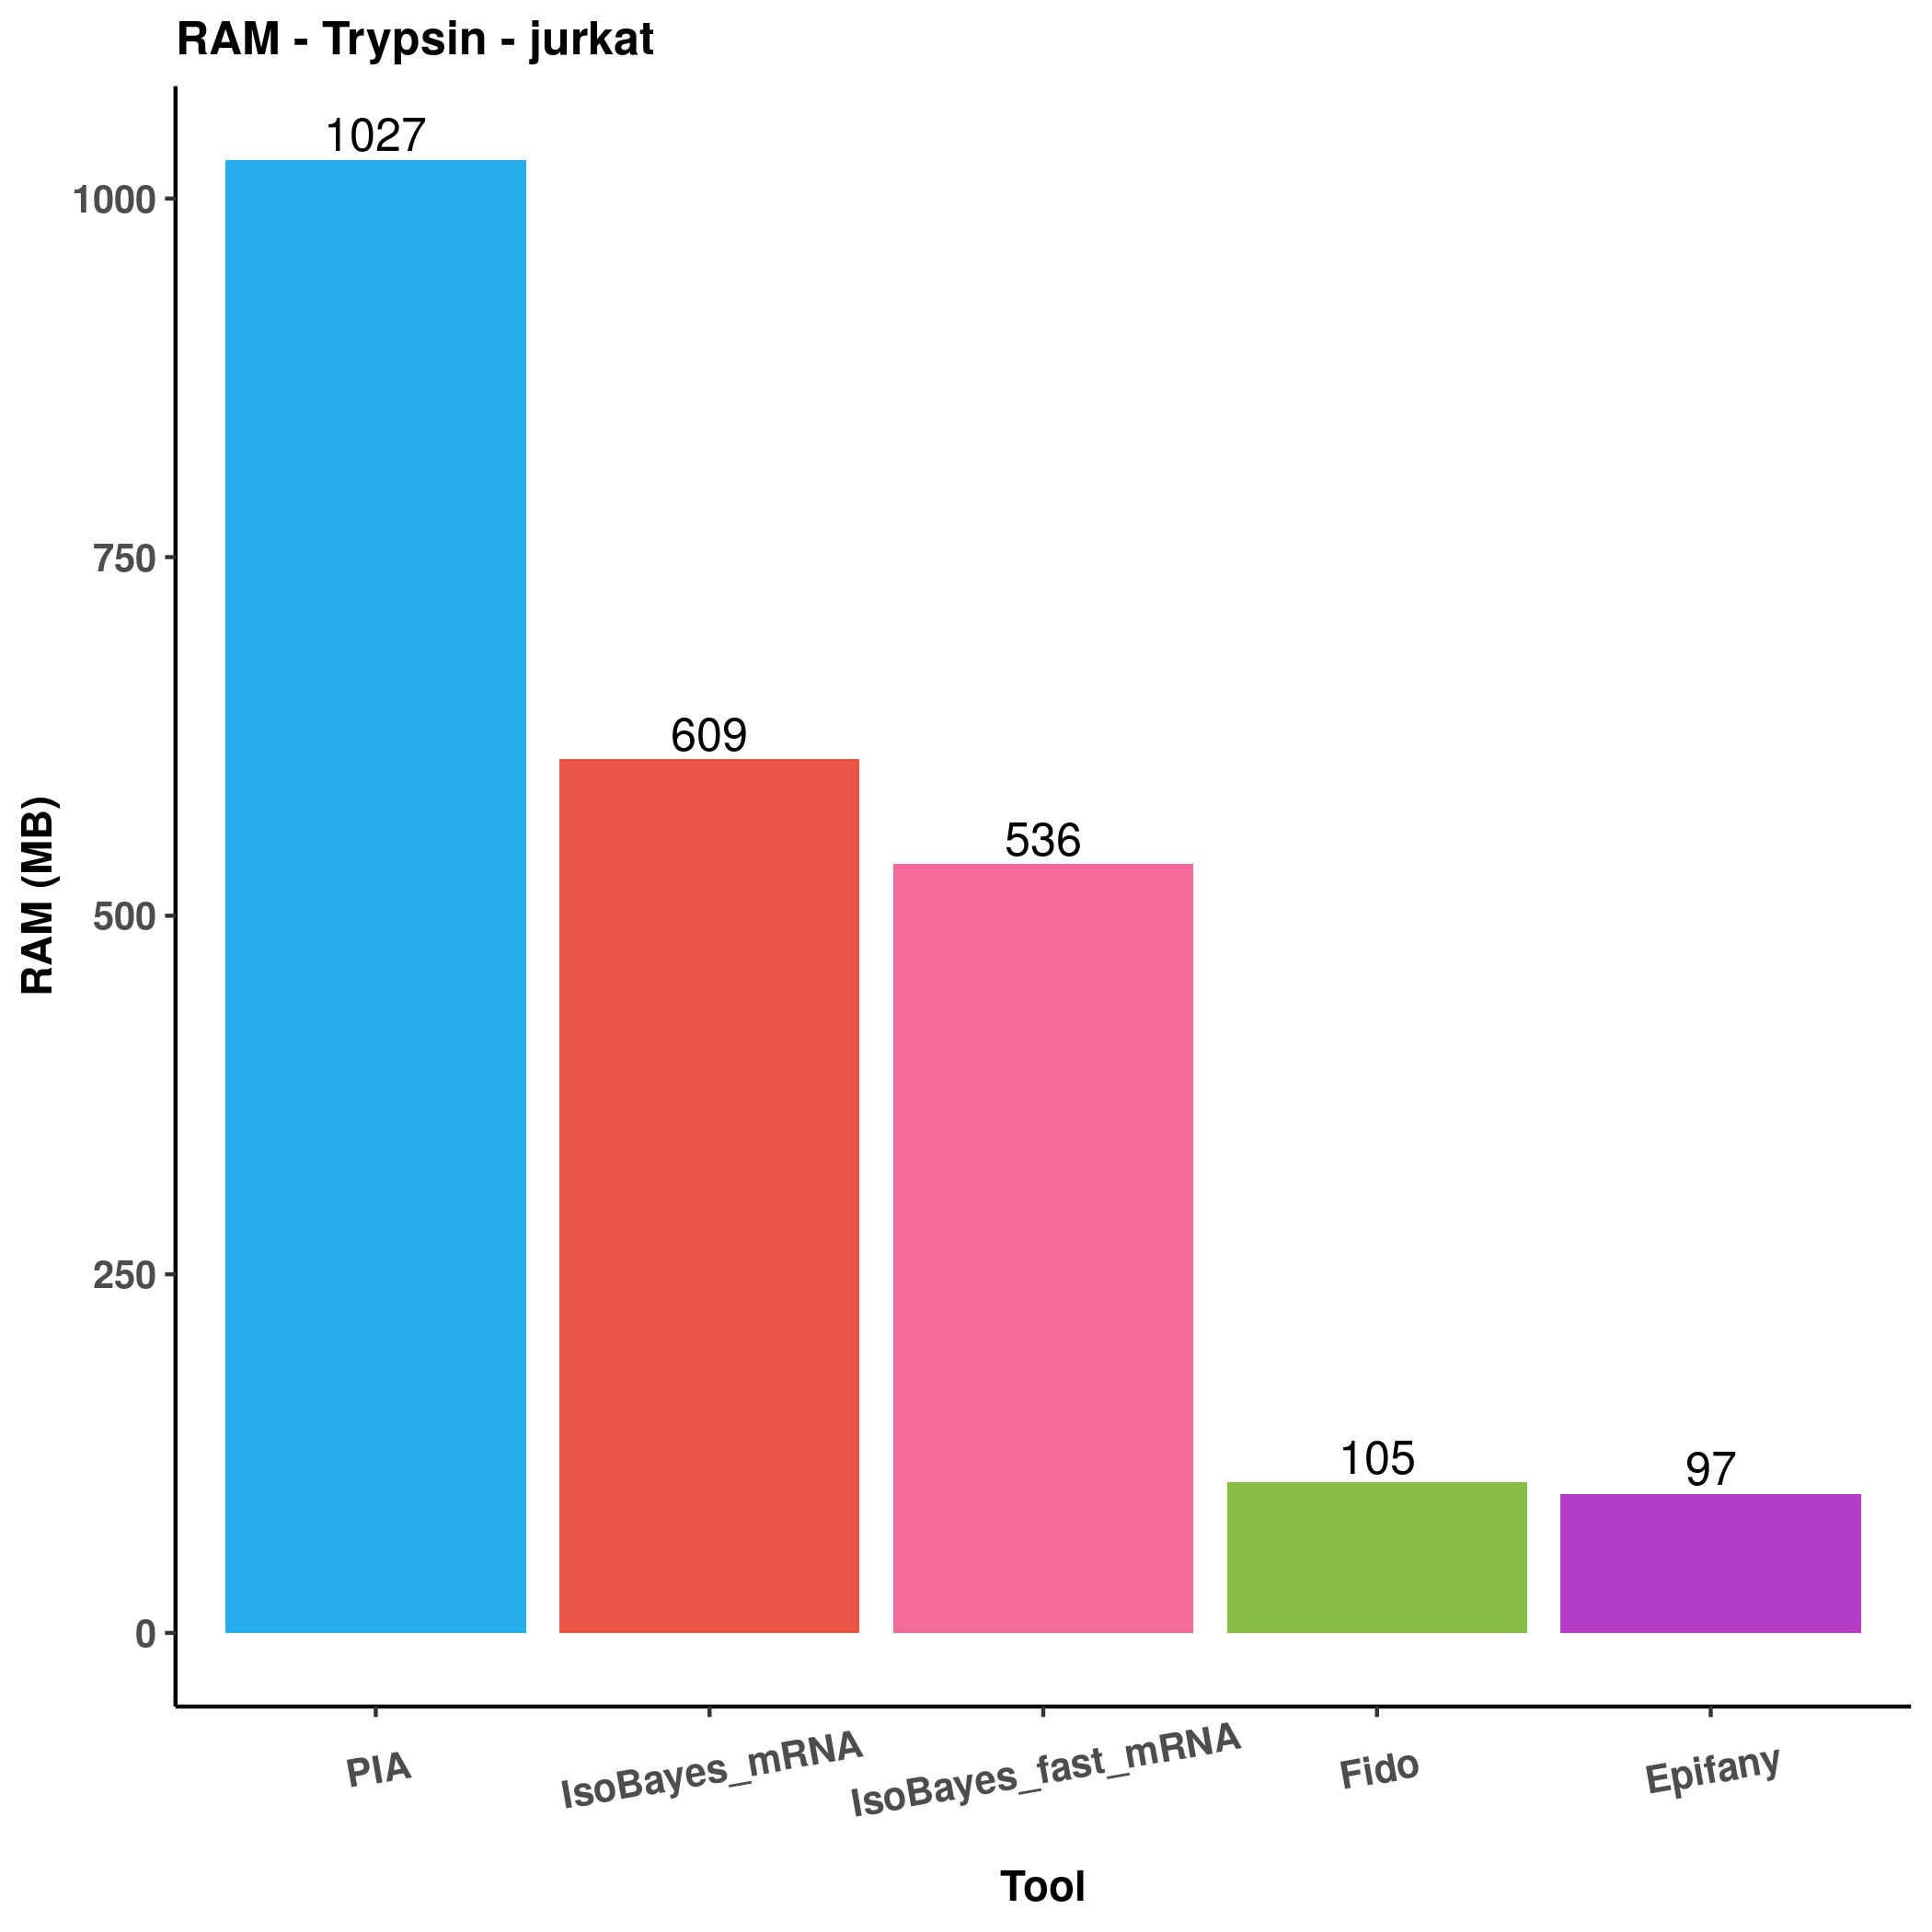 RAM - Trypsin - jurkat
1027
1000
750
609
536
500
250
105
97
0
RAM (MB)
PIA
IsoBayes_mRNA
IsoBayes_fast_mRNA
Fido
Epifany
Tool